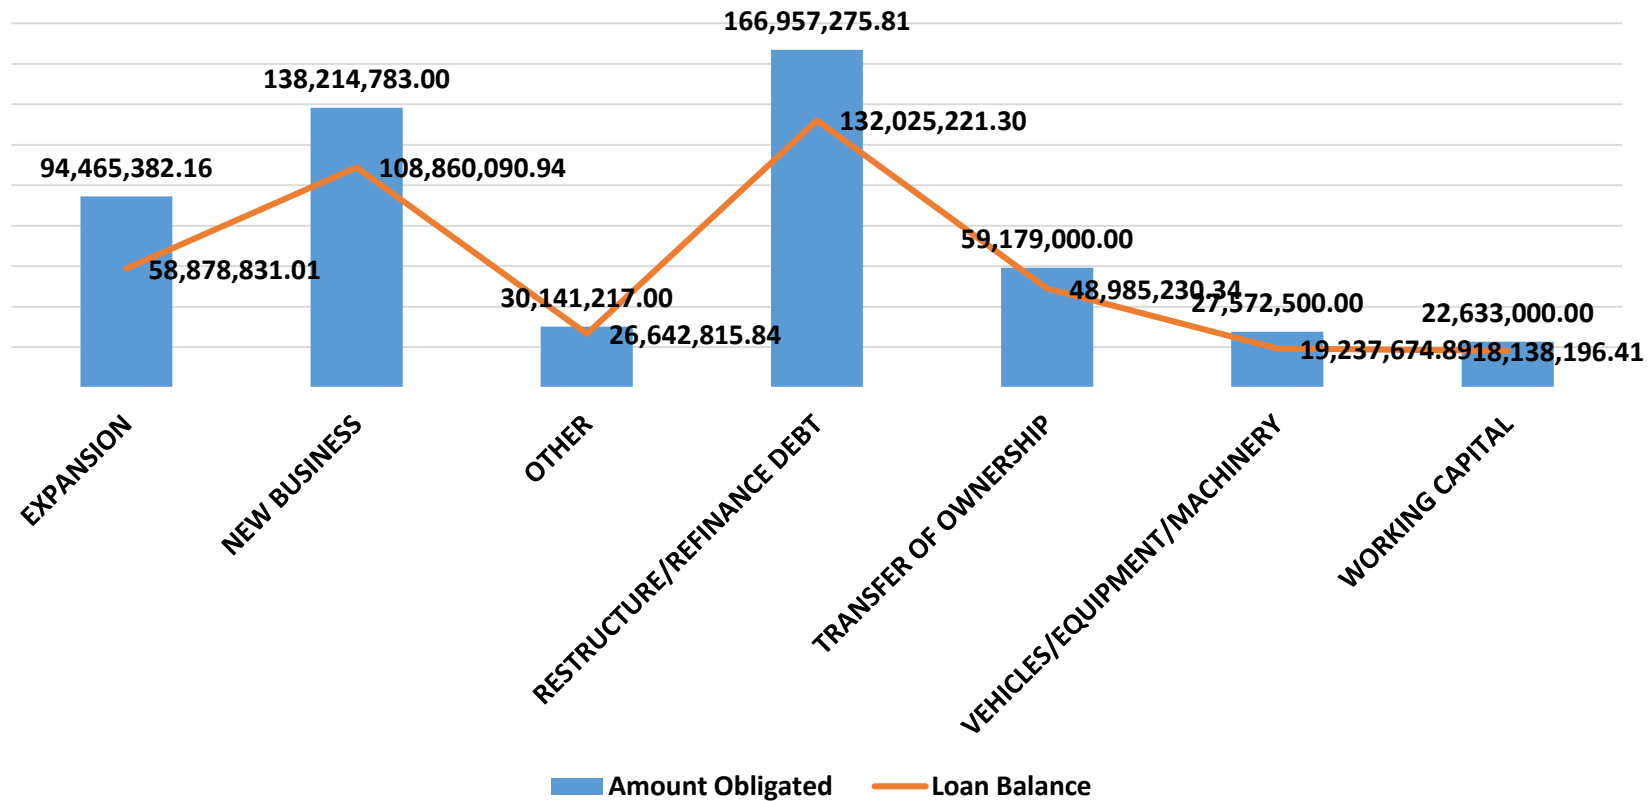 166,957,275.81
138,214,783.00
132,025,221.30
94,465,382.16
108,860,090.94
59,179,000.00
58,878,831.01
48,985,230.34
30,141,217.00
27,572,500.00
22,633,000.00
26,642,815.84
19,237,674.89
18,138,196.41
EXPANSION
NEW BUSINESS
OTHER
RESTRUCTURE/REFINANCE DEBT
TRANSFER OF OWNERSHIP
VEHICLES/EQUIPMENT/MACHINERY
WORKING CAPITAL
Amount Obligated
Loan Balance